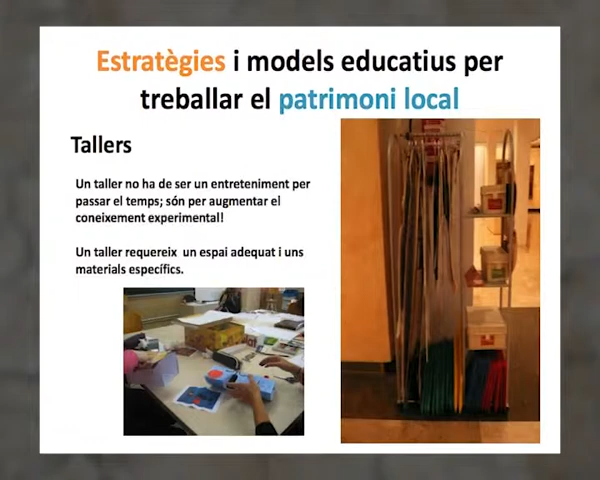 Estratègies i models educatius per
treballar el patrimoni local
Tallers
Un taller no ha de ser un entreteniment per
passar el temps; són per augmentar el
coneixement experimental!
Un taller requereix un espai adequat i uns
materials específics.